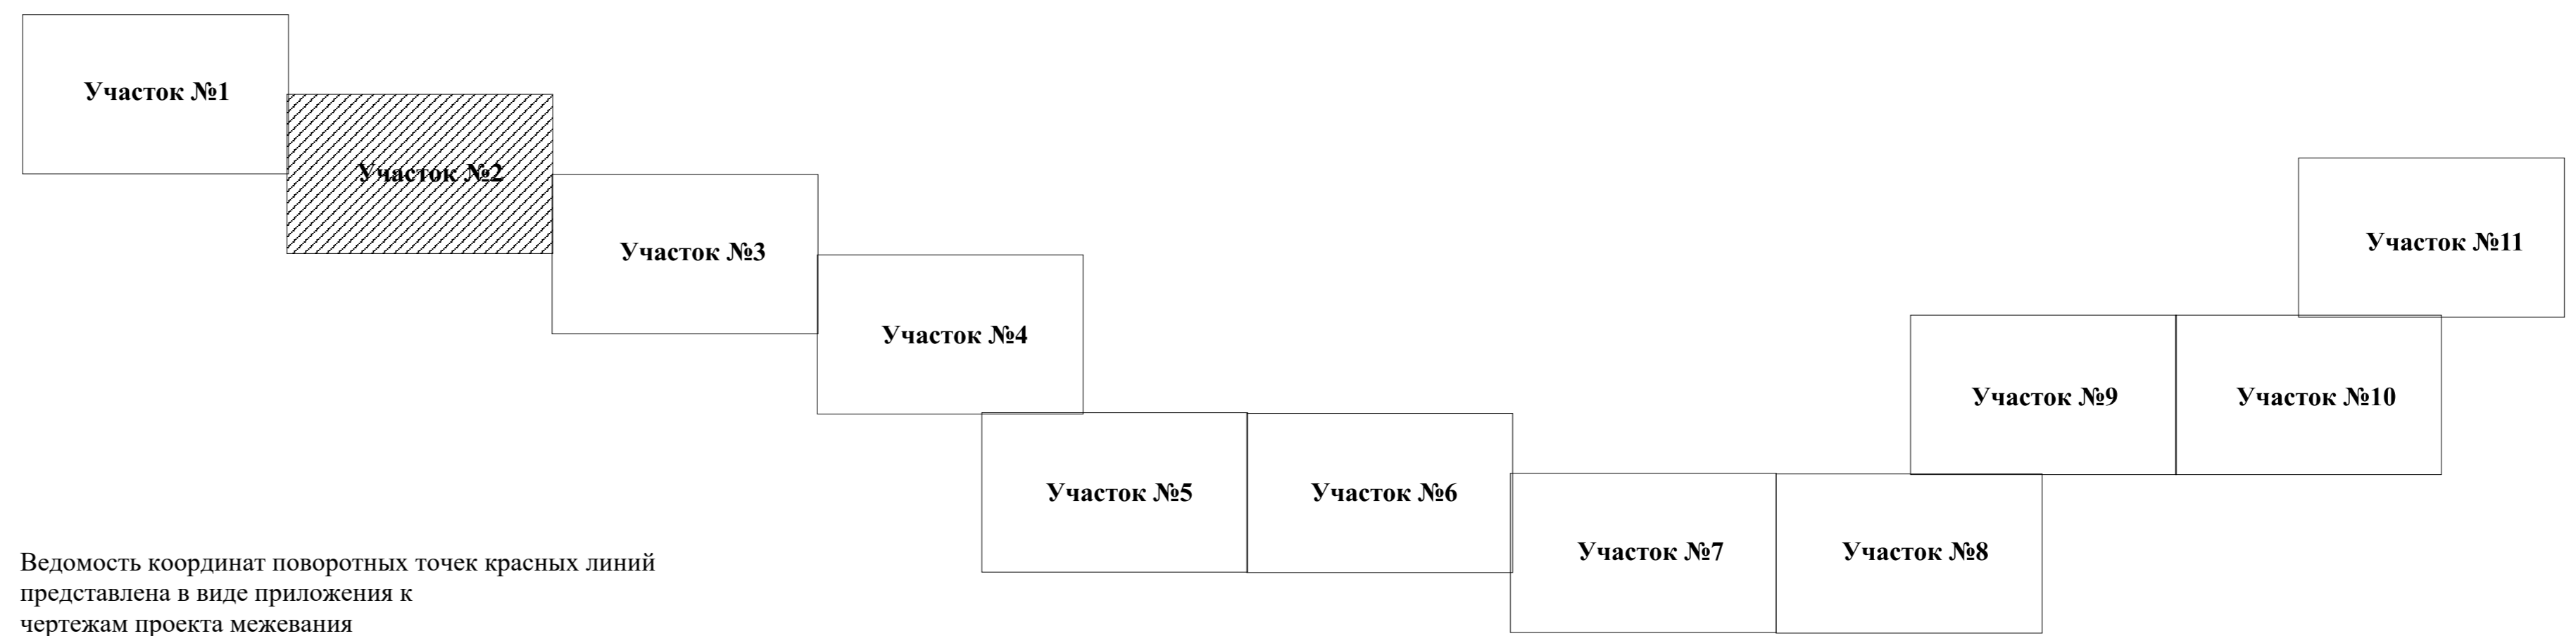 Участок №1
Участок №2
Участок №3
Участок №4
Участок №5
Участок №6
Участок №7
Участок №8
Участок №9
Участок №10
Участок №11
Ведомость координат поворотных точек красных линий
представлена в виде приложения к
чертежам проекта межевания